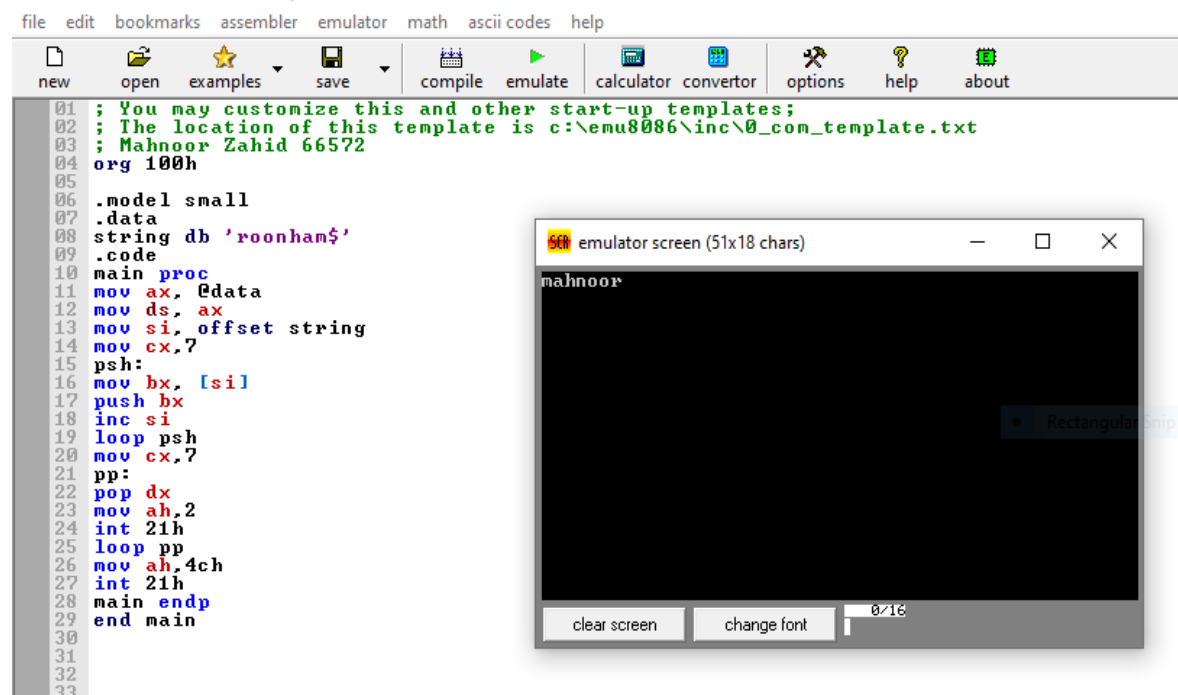 file edit bookmarks assembler emulator math ascii codes help
new open examples save compile emulate calculator convertor options help about
01 ; You may customize this and other start-up templates;
02 ; The location of this template is c:\emu8086\inc\0_com_template.txt
03 ; Mahnoor Zahid 66572
04 org 100h
05
06 .model small
07 .data
08 string db 'roonham$'
09 .code
10 main proc
11 mov ax, @data
12 mov ds, ax
13 mov si, offset string
14 mov cx,7
15 psh:
16 mov bx, [si]
17 push bx
18 inc si
19 loop psh
20 mov cx,7
21 pp:
22 pop dx
23 mov ah,2
24 int 21h
25 loop pp
26 mov ah,4ch
27 int 21h
28 main endp
29 end main
30
31
32
33
SCR emulator screen (51x18 chars)
mahnoor
clear screen change font 0/16
Rectangular Snip